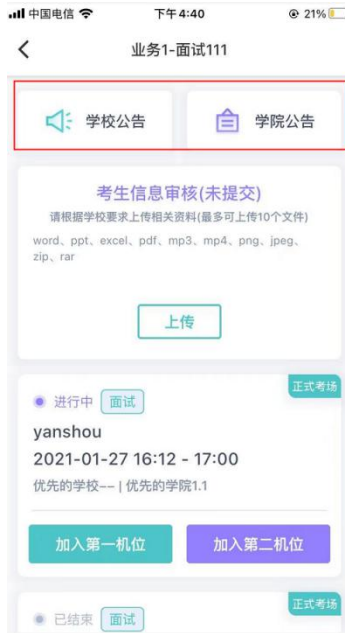 中国电信 下午4:40 21%
业务1-面试111
学校公告 学院公告
考生信息审核(未提交)
请根据学校要求上传相关资料(最多可上传10个文件)
word、ppt、excel、pdf、mp3、mp4、png、jpeg、
zip、rar
上传
正式考场
进行中 面试
yanshou
2021-01-27 16:12 - 17:00
优先的学校-- | 优先的学院1.1
加入第一机位 加入第二机位
正式考场
已结束 面试